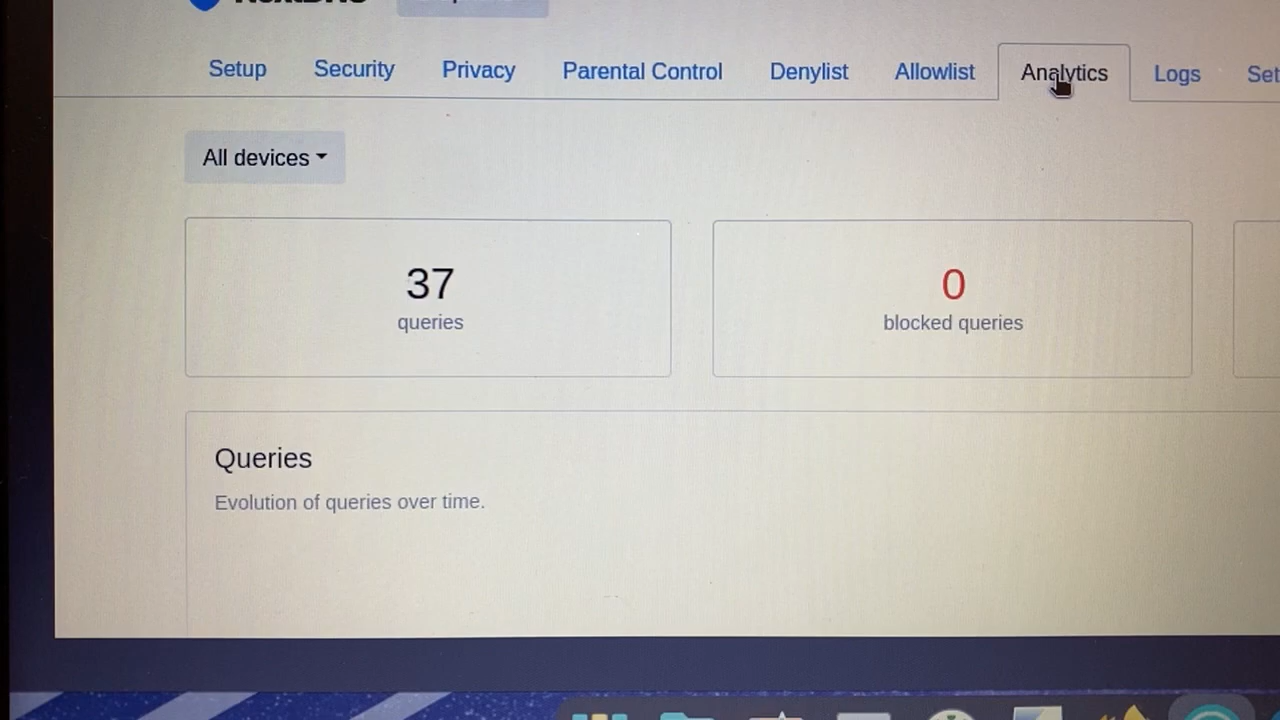 Setup Security Privacy Parental Control Denylist Allowlist Analytics Logs
All devices
37
queries
0
blocked queries
Queries
Evolution of queries over time.